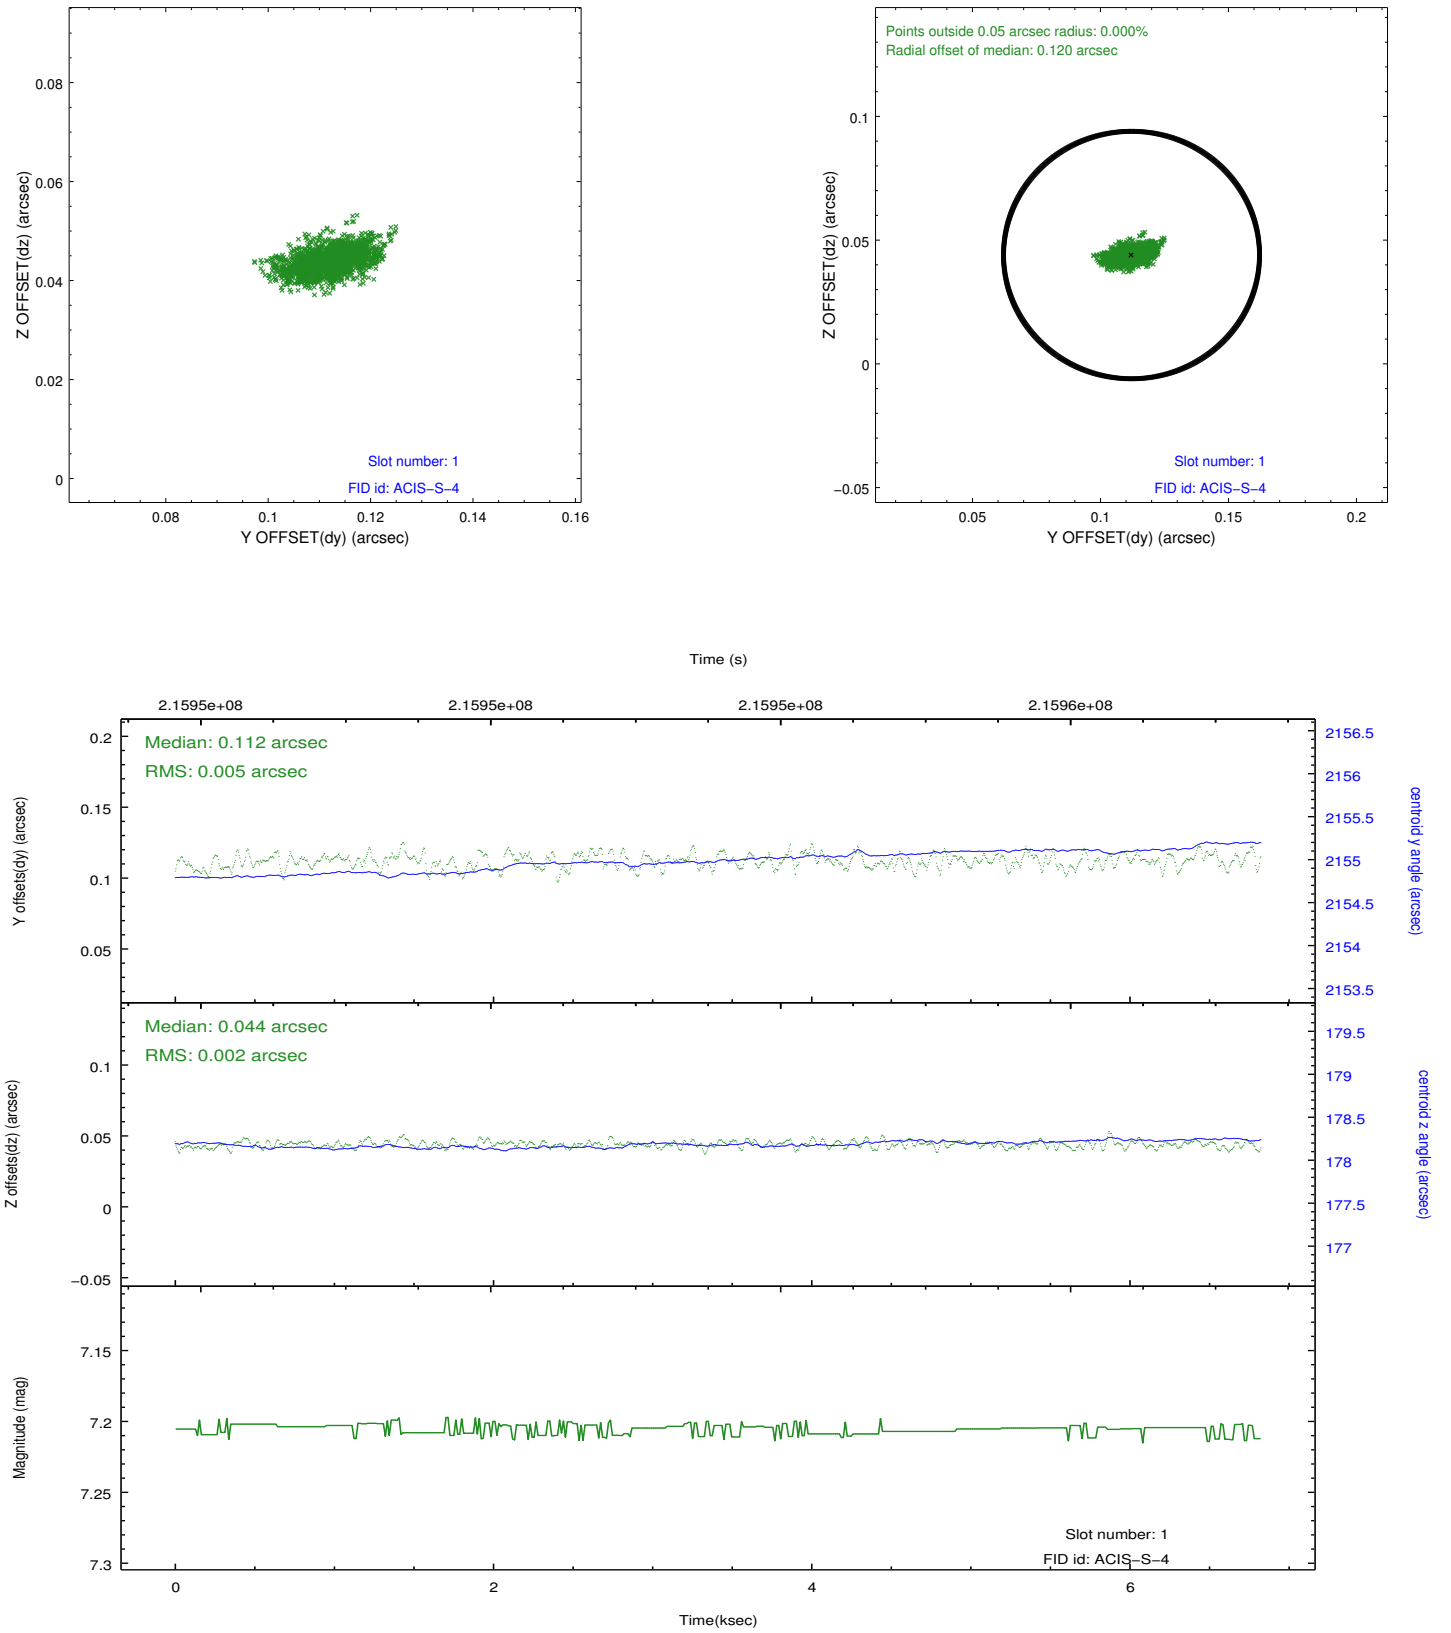 0.08
0.06
0.04
0.02
0
Z OFFSET(dz) (arcsec)
Slot number: 1
FID id: ACIS−S−4
0.08 0.1 0.12 0.14 0.16
Y OFFSET(dy) (arcsec)
Points outside 0.05 arcsec radius: 0.000%
Radial offset of median: 0.120 arcsec
0.1
0.05
0
−0.05
Z OFFSET(dz) (arcsec)
Slot number: 1
FID id: ACIS−S−4
0.05 0.1 0.15 0.2
Y OFFSET(dy) (arcsec)
Time (s)
2.1595e+08 2.1595e+08 2.1595e+08 2.1596e+08
Median: 0.112 arcsec
RMS: 0.005 arcsec
0.2
0.15
0.1
0.05
Y offsets(dy) (arcsec)
2156.5
2156
2155.5
2155
2154.5
2154
2153.5
centroid y angle (arcsec)
Median: 0.044 arcsec
RMS: 0.002 arcsec
0.1
0.05
0
−0.05
Z offsets(dz) (arcsec)
179.5
179
178.5
178
177.5
177
centroid z angle (arcsec)
7.15
7.2
7.25
7.3
Magnitude (mag)
Slot number: 1
FID id: ACIS−S−4
0 2 4 6
Time(ksec)